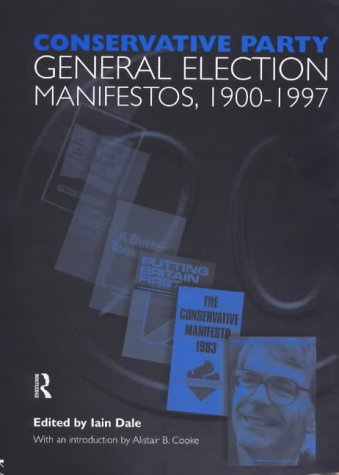 CONSERVATIVE PARTY
GENERAL ELECTION
MANIFESTOS, 1900-1997
A Better
PUTTING
BRITAIN
FIRST
THE
CONSERVATIVE
MANIFESTO
1983
ROUTLEDGE
Edited by Iain Dale
With an introduction by Alistair B. Cooke